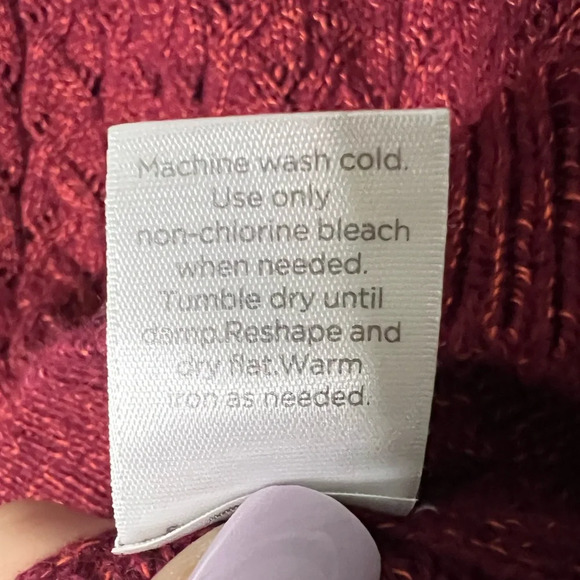 Machine wash cold.
Use only
non-chlorine bleach
when needed.
Tumble dry until
damp.Reshape and
dry flat.Warm
iron as needed.